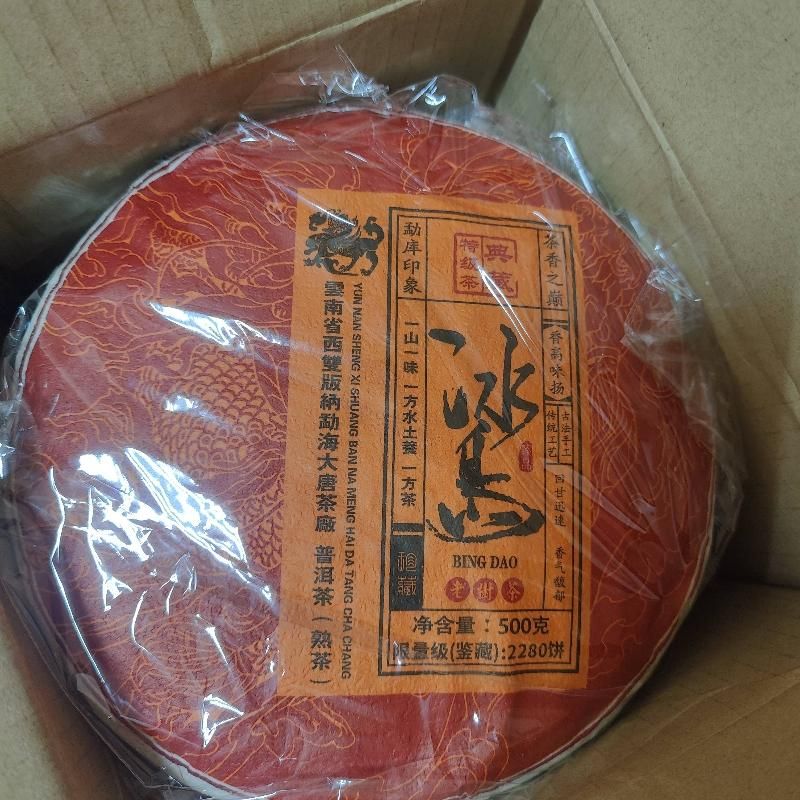 勐库印象
典藏
特级茶
茶香之巅
香高味扬
古法手工
传统工艺
回甘迅速 香气馥郁
一山一味 一方水土养 一方茶
冰岛
BING DAO
老樹茶
珍藏
净含量：500克
限量级(鉴藏):2280饼
YUN NAN SHENG XI SHUANG BAN NA MENG HAI DA TANG CHA CHANG
雲南省西雙版納勐海大唐茶廠 普洱茶（熟茶）